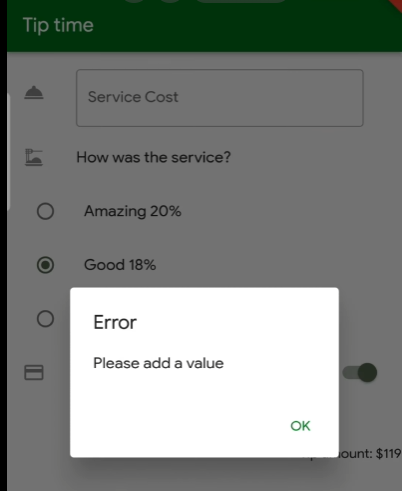 Tip time
Service Cost
How was the service?
Amazing 20%
Good 18%
Error
Please add a value
OK
ount: $119